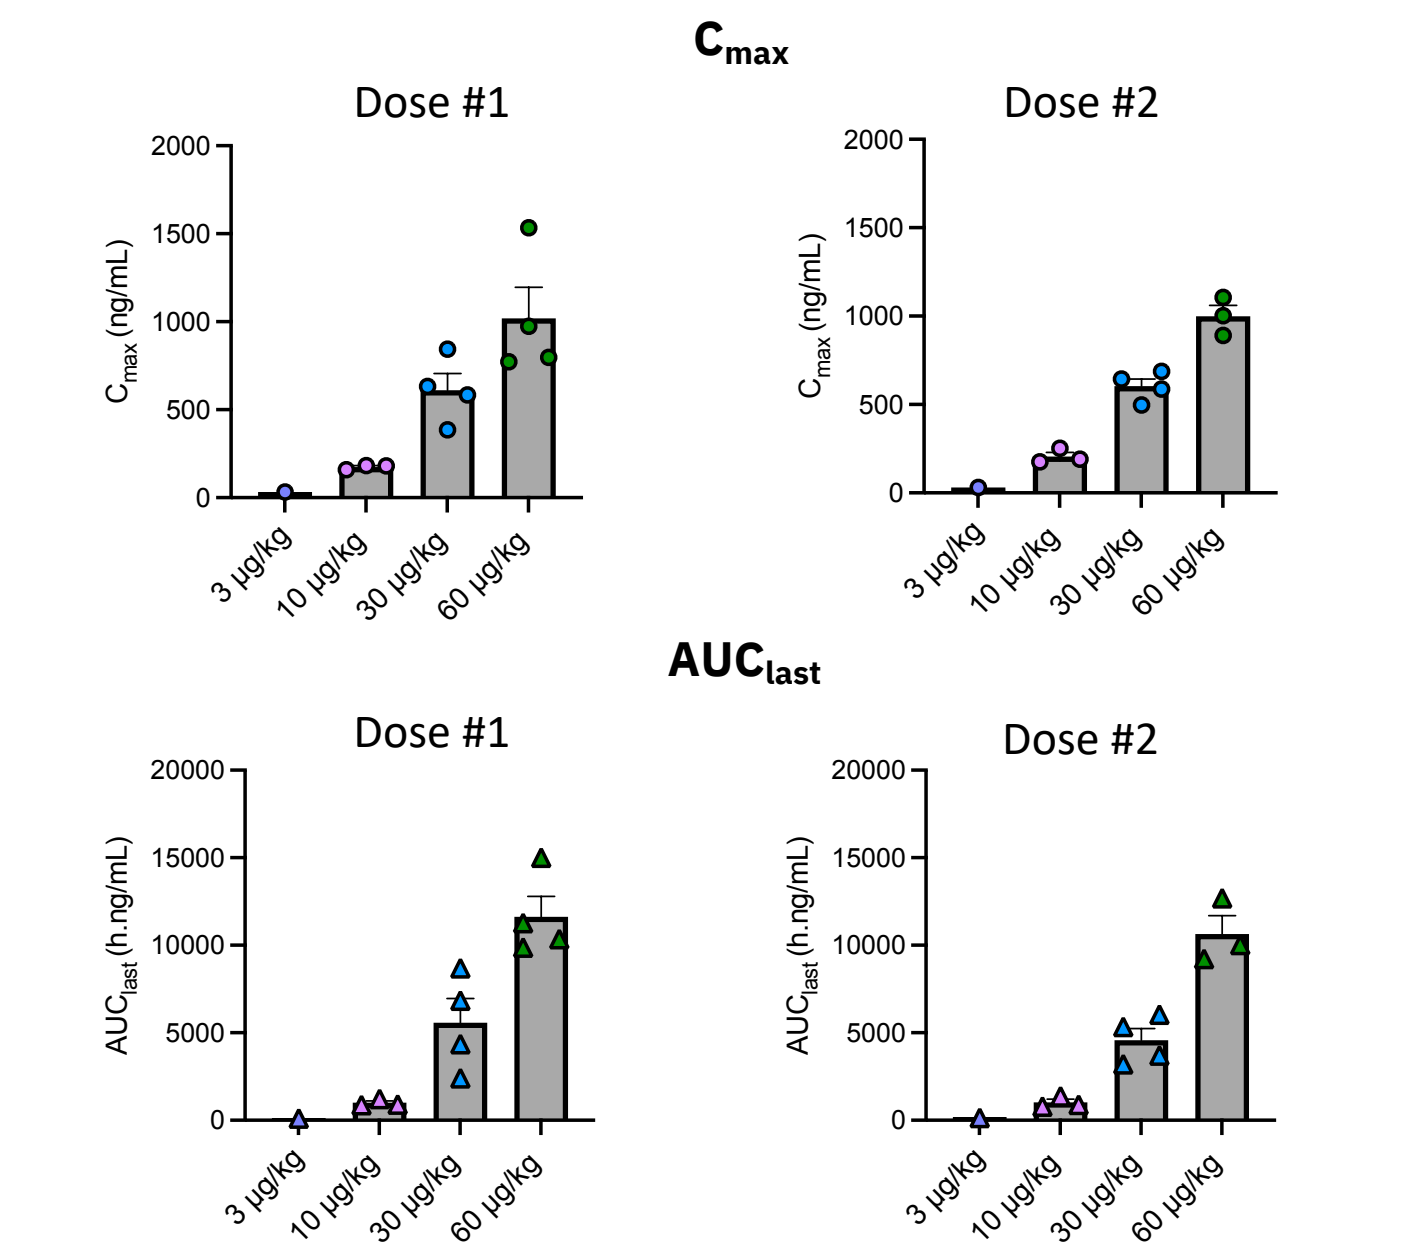 Cmax
Dose #1
Dose #2
2000
1500
1000
500
0
Cmax (ng/mL)
3 µg/kg
10 µg/kg
30 µg/kg
60 µg/kg
2000
1500
1000
500
0
Cmax (ng/mL)
3 µg/kg
10 µg/kg
30 µg/kg
60 µg/kg
AUClast
Dose #1
Dose #2
20000
15000
10000
5000
0
AUClast (h.ng/mL)
3 µg/kg
10 µg/kg
30 µg/kg
60 µg/kg
20000
15000
10000
5000
0
AUClast (h.ng/mL)
3 µg/kg
10 µg/kg
30 µg/kg
60 µg/kg